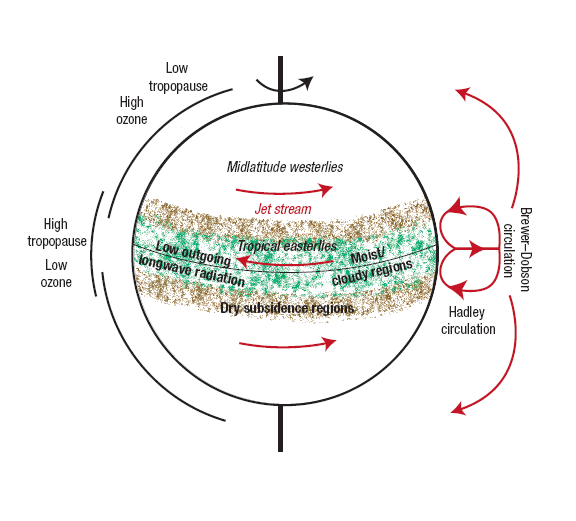 Low
tropopause
High
ozone
Midlatitude westerlies
Jet stream
High
tropopause
Low
ozone
Tropical easterlies
Low outgoing
longwave radiation
Moist/
cloudy regions
Dry subsidence regions
Brewer–Dobson
circulation
Hadley
circulation